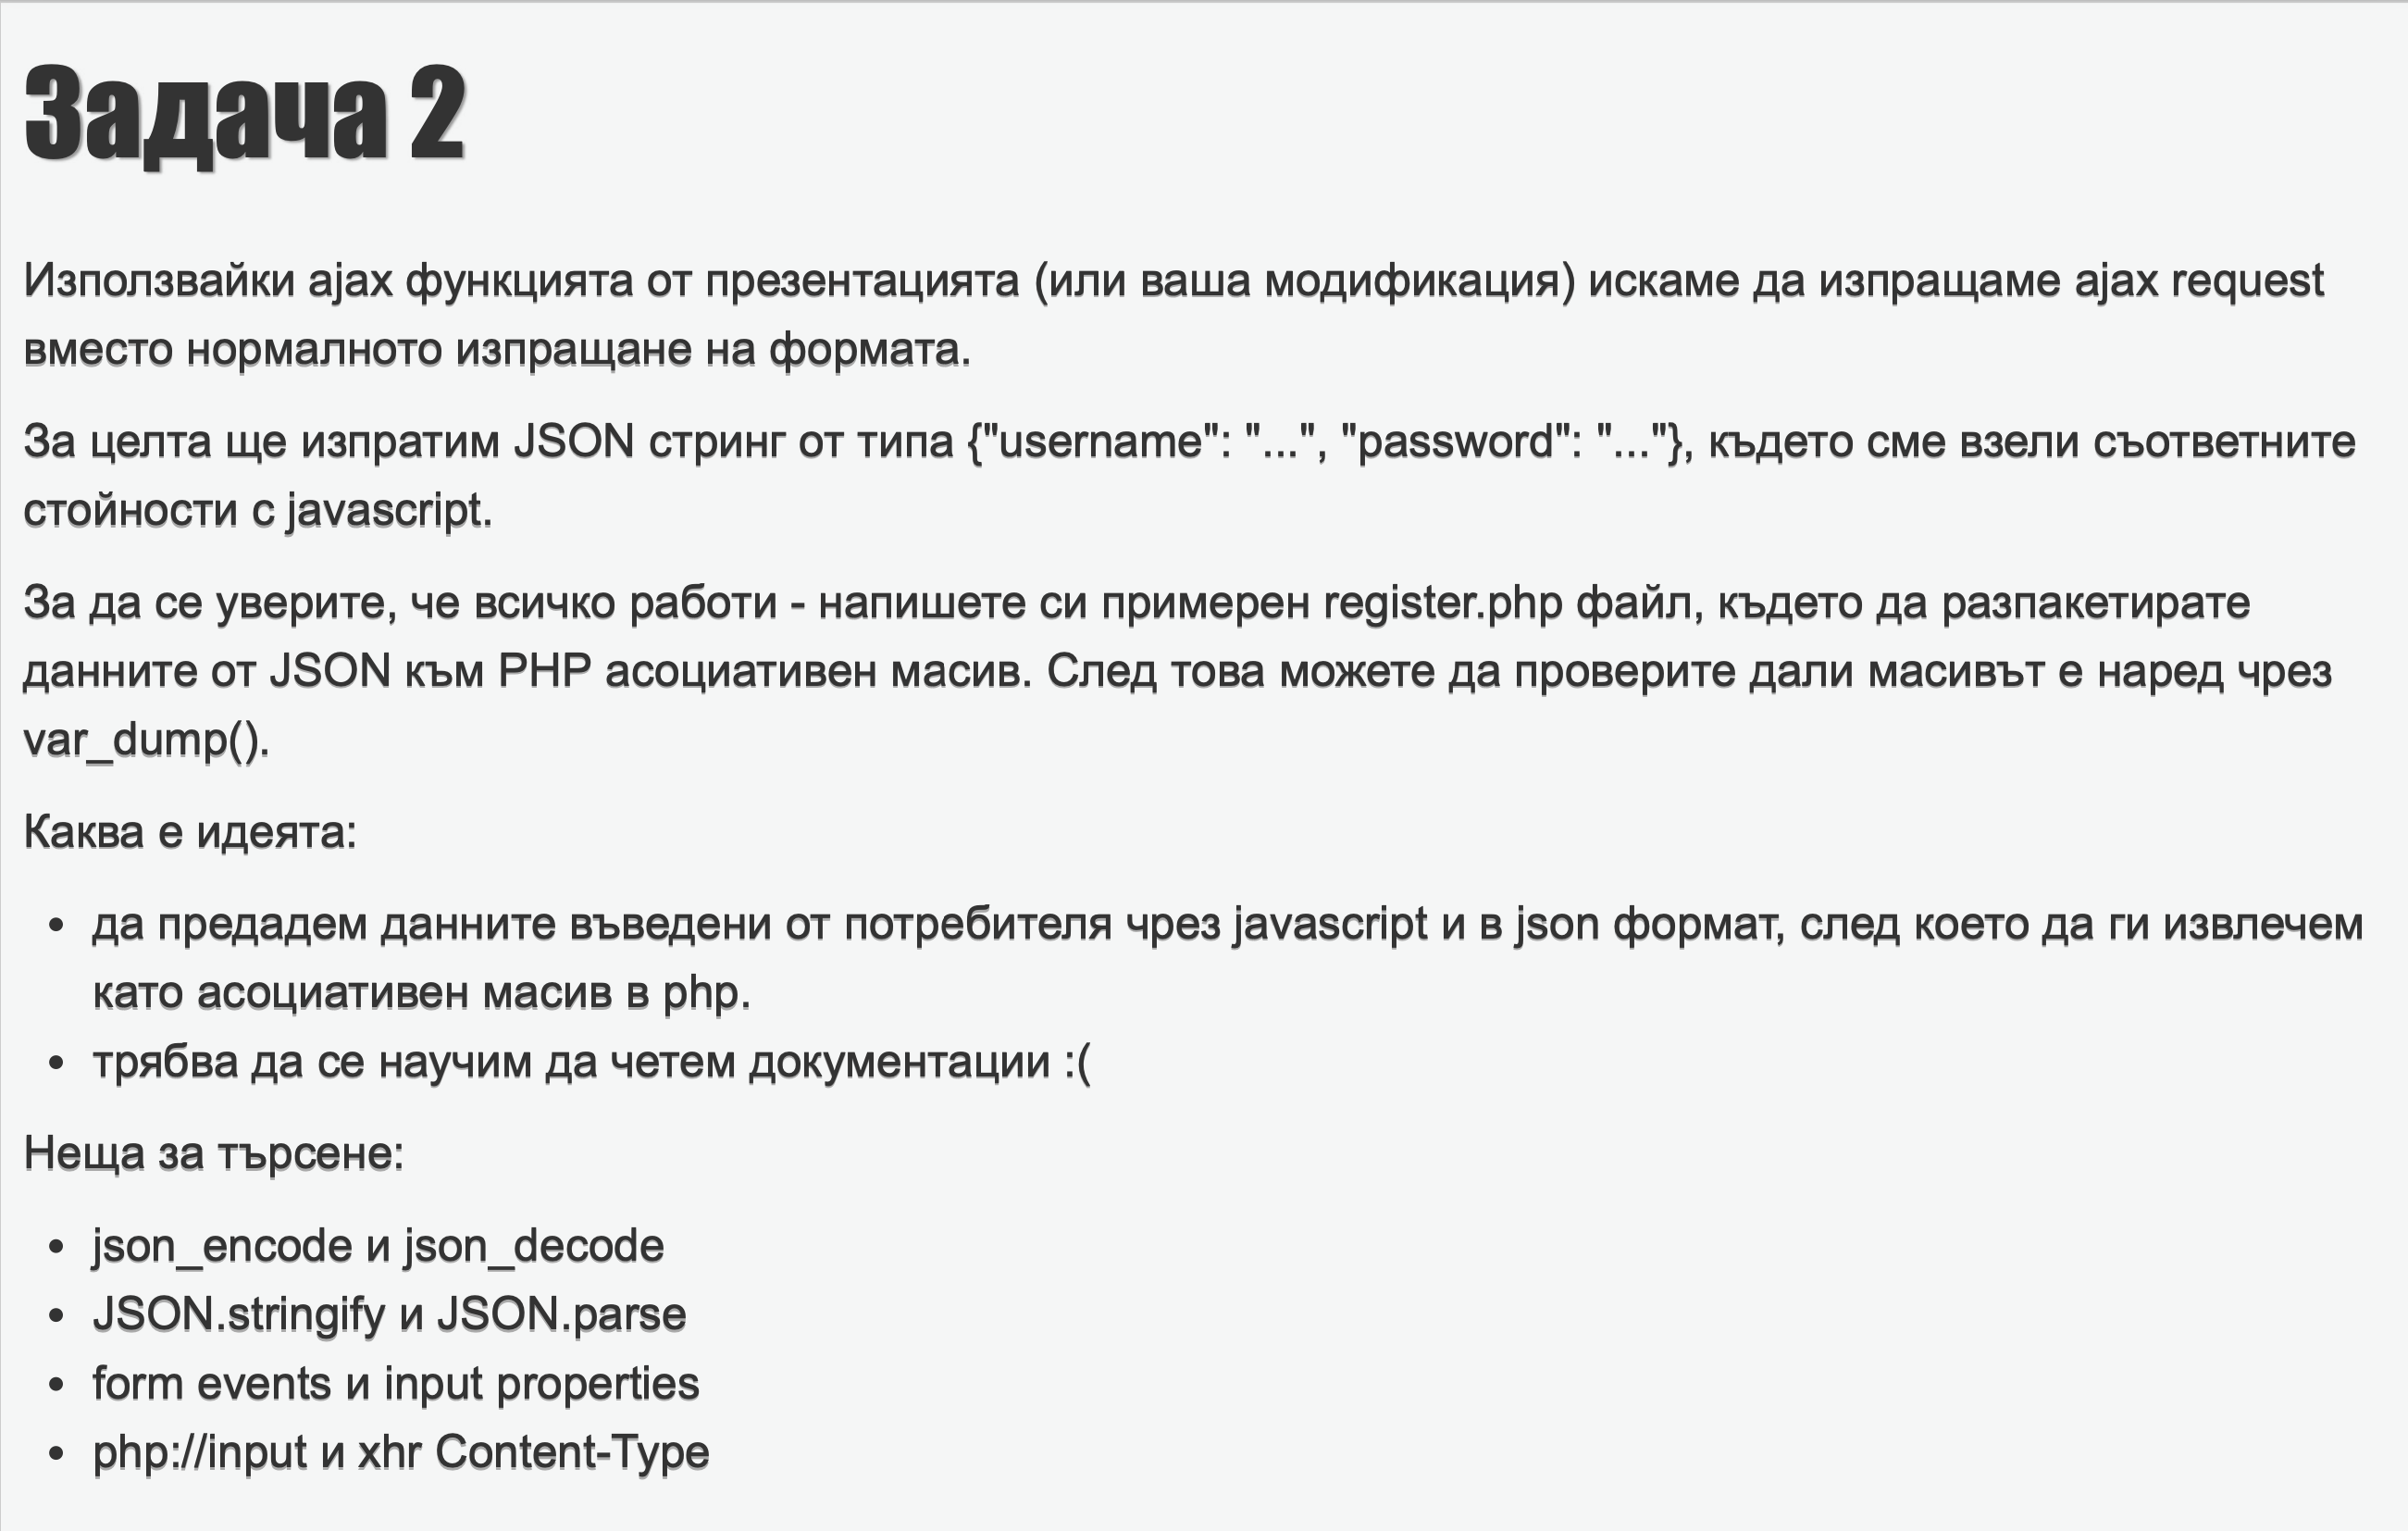 Задача 2
Използвайки ajax функцията от презентацията (или ваша модификация) искаме да изпращаме ajax request
вместо нормалното изпращане на формата.
За целта ще изпратим JSON стринг от типа {"username": "...", "password": "..."}, където сме взели съответните
стойности с javascript.
За да се уверите, че всичко работи - напишете си примерен register.php файл, където да разпакетирате
данните от JSON към PHP асоциативен масив. След това можете да проверите дали масивът е наред чрез
var_dump().
Каква е идеята:
• да предадем данните въведени от потребителя чрез javascript и в json формат, след което да ги извлечем
като асоциативен масив в php.
• трябва да се научим да четем документации :(
Неща за търсене:
• json_encode и json_decode
• JSON.stringify и JSON.parse
• form events и input properties
• php://input и xhr Content-Type